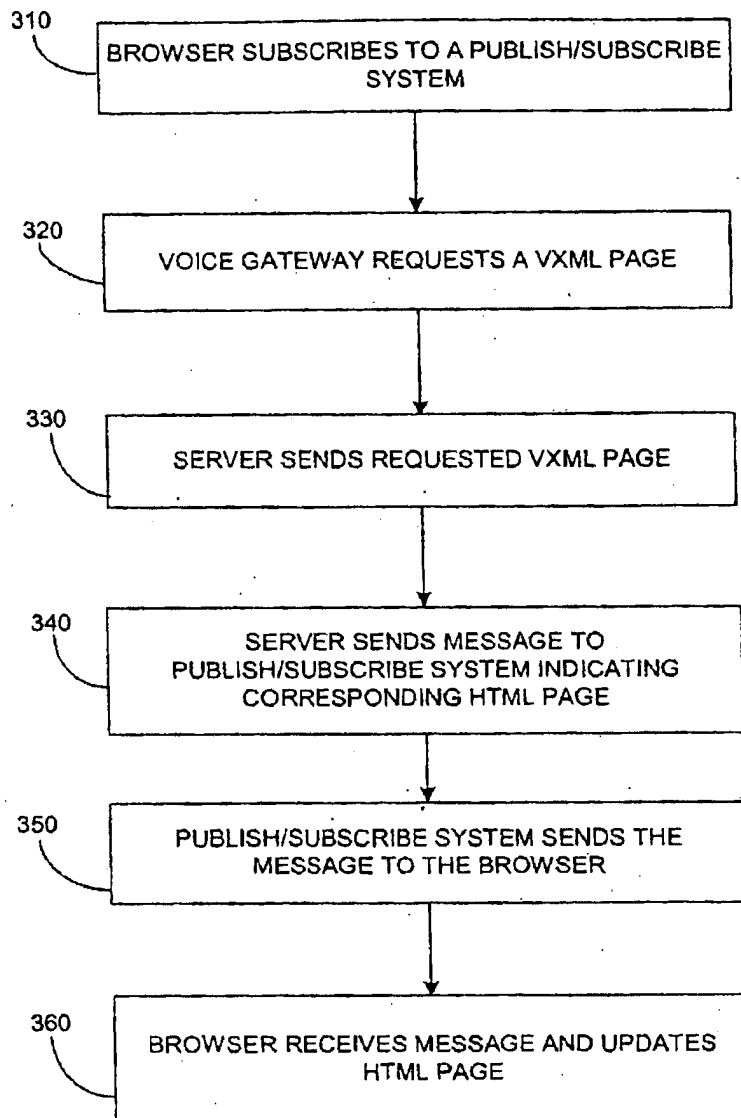 310
BROWSER SUBSCRIBES TO A PUBLISH/SUBSCRIBE
SYSTEM
320
VOICE GATEWAY REQUESTS A VXML PAGE
330
SERVER SENDS REQUESTED VXML PAGE
340
SERVER SENDS MESSAGE TO
PUBLISH/SUBSCRIBE SYSTEM INDICATING
CORRESPONDING HTML PAGE
350
PUBLISH/SUBSCRIBE SYSTEM SENDS THE
MESSAGE TO THE BROWSER
360
BROWSER RECEIVES MESSAGE AND UPDATES
HTML PAGE